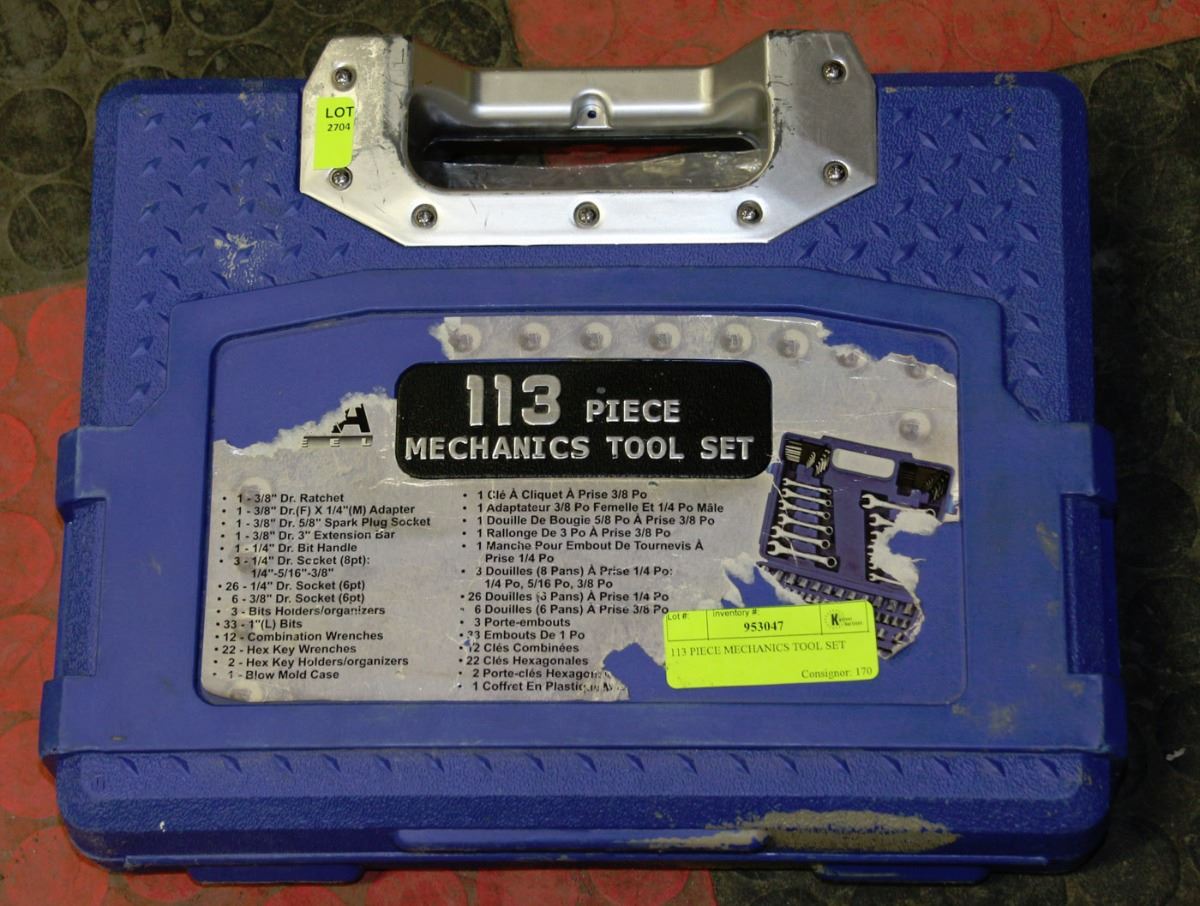 LOT
2704
113 PIECE
MECHANICS TOOL SET
• 1 - 3/8" Dr. Ratchet
• 1 - 3/8" Dr.(F) X 1/4"(M) Adapter
• 1 - 3/8" Dr. 5/8" Spark Plug Socket
• 1 - 3/8" Dr. 3" Extension Bar
• 1 - 1/4" Dr. Bit Handle
• 3 - 1/4" Dr. Socket (8pt):
1/4"-5/16"-3/8"
• 26 - 1/4" Dr. Socket (6pt)
• 6 - 3/8" Dr. Socket (6pt)
• 3 - Bits Holders/organizers
• 33 - 1"(L) Bits
• 12 - Combination Wrenches
• 22 - Hex Key Wrenches
• 2 - Hex Key Holders/organizers
• 1 - Blow Mold Case
• 1 Clé À Cliquet À Prise 3/8 Po
• 1 Adaptateur 3/8 Po Femelle Et 1/4 Po Mâle
• 1 Douille De Bougie 5/8 Po À Prise 3/8 Po
• 1 Rallonge De 3 Po À Prise 3/8 Po
• 1 Manche Pour Embout De Tournevis À
Prise 1/4 Po
• 3 Douilles (8 Pans) À Prise 1/4 Po:
1/4 Po, 5/16 Po, 3/8 Po
• 26 Douilles (6 Pans) À Prise 1/4 Po
• 6 Douilles (6 Pans) À Prise 3/8 Po
• 3 Porte-embouts
• 33 Embouts De 1 Po
• 12 Clés Combinées
• 22 Clés Hexagonales
• 2 Porte-clés
• 1 Coffret En
Lot #: Inventory #:
953047
113 PIECE MECHANICS TOOL SET
Consignor: 170